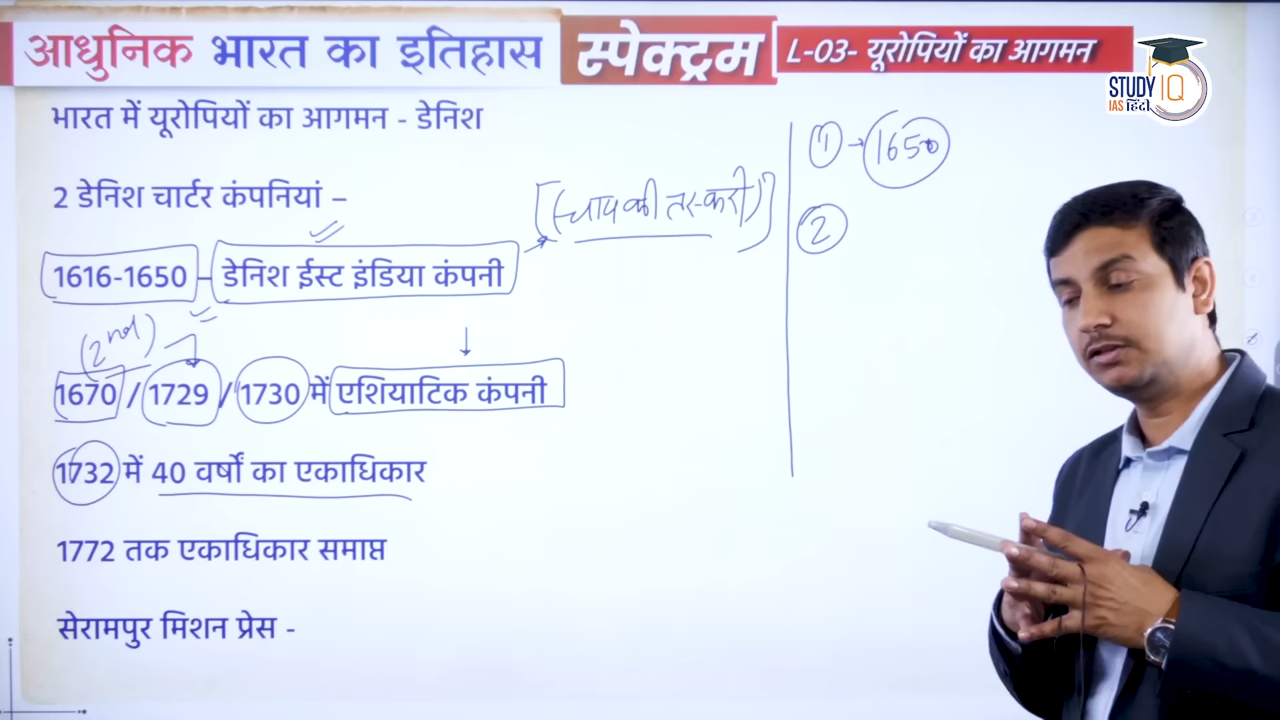 आधुनिक भारत का इतिहास स्पेक्ट्रम L-03- यूरोपियों का आगमन
STUDY IQ
IAS हिंदी
भारत में यूरोपियों का आगमन - डेनिश
2 डेनिश चार्टर कंपनियां –
(चाय की तस्करी)
1616-1650 – डेनिश ईस्ट इंडिया कंपनी
(2nd)
1670 / 1729 / 1730 में एशियाटिक कंपनी
1732 में 40 वर्षों का एकाधिकार
1772 तक एकाधिकार समाप्त
सेरामपुर मिशन प्रेस -
1 → 1650
2